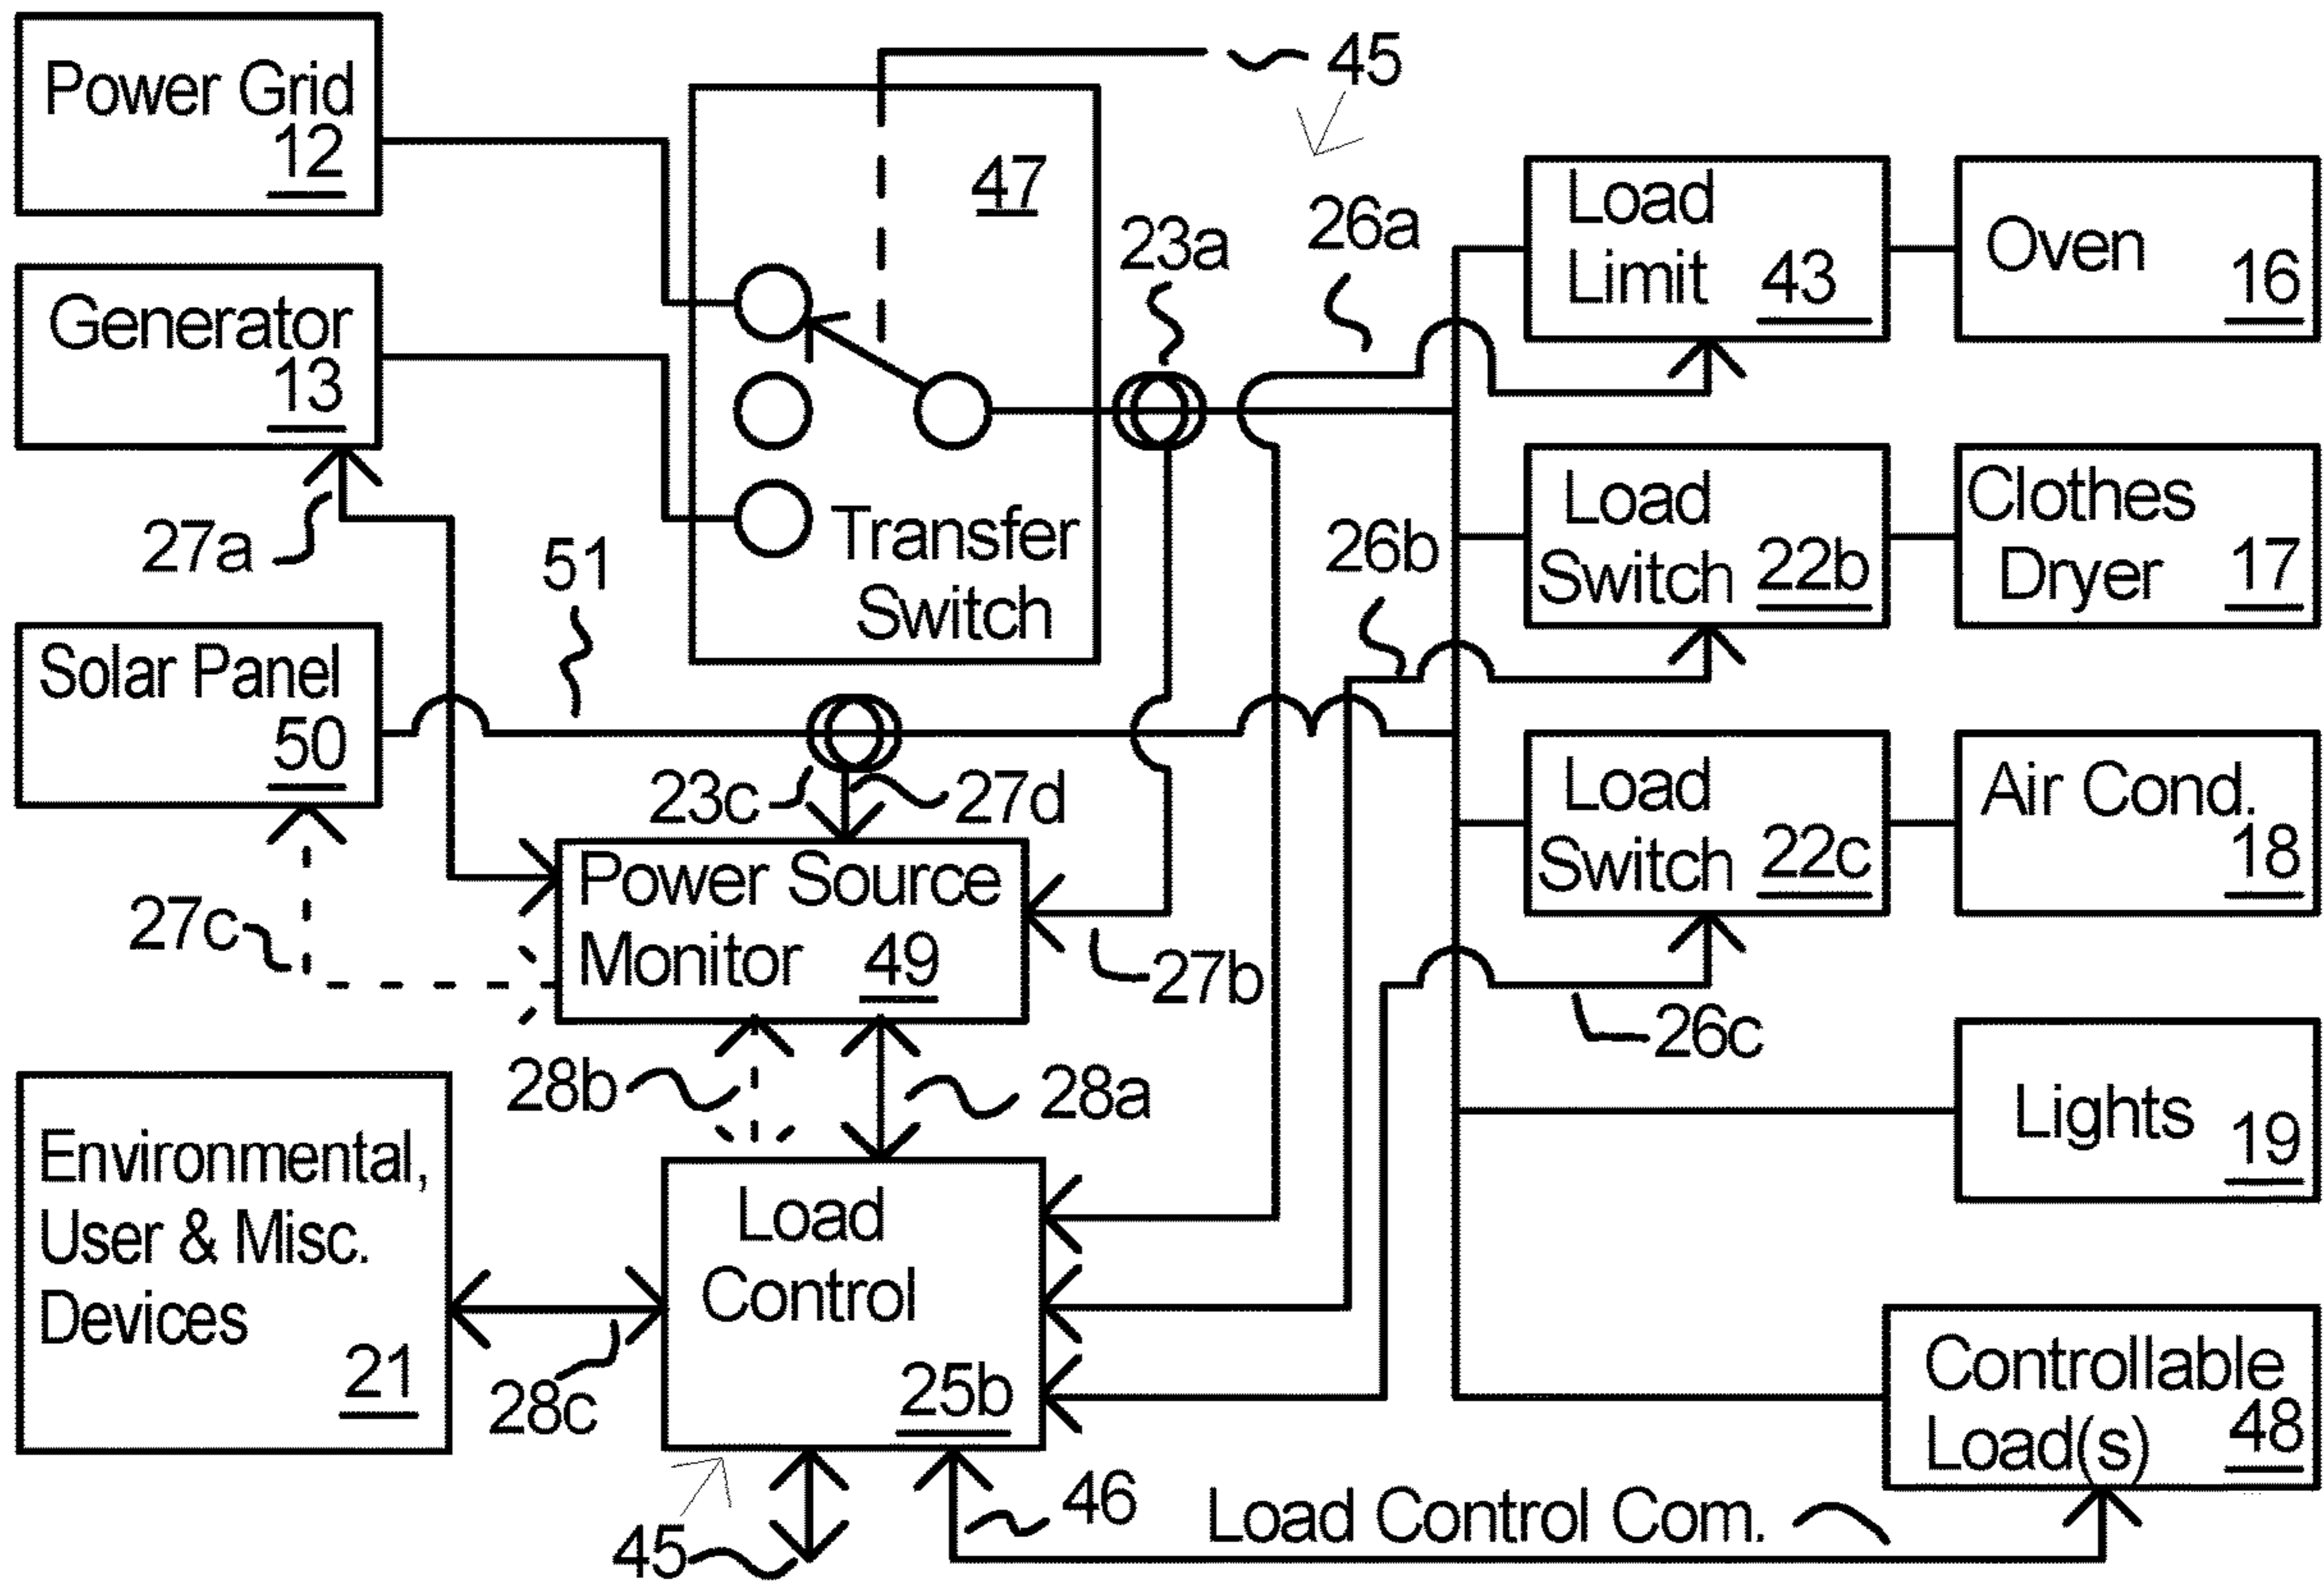 Power Grid
12
45
47
Transfer
Switch
23a
26a
Load
Limit 43
Oven
16
Generator
13
27a
51
26b
Load
Switch 22b
Clothes
Dryer 17
Solar Panel
50
23c
27d
Load
Switch 22c
Air Cond.
18
27c
Power Source
Monitor 49
27b
26c
28b
28a
Lights
19
Environmental,
User & Misc.
Devices
21
28c
Load
Control
25b
Controllable
Load(s) 48
45
46
Load Control Com.